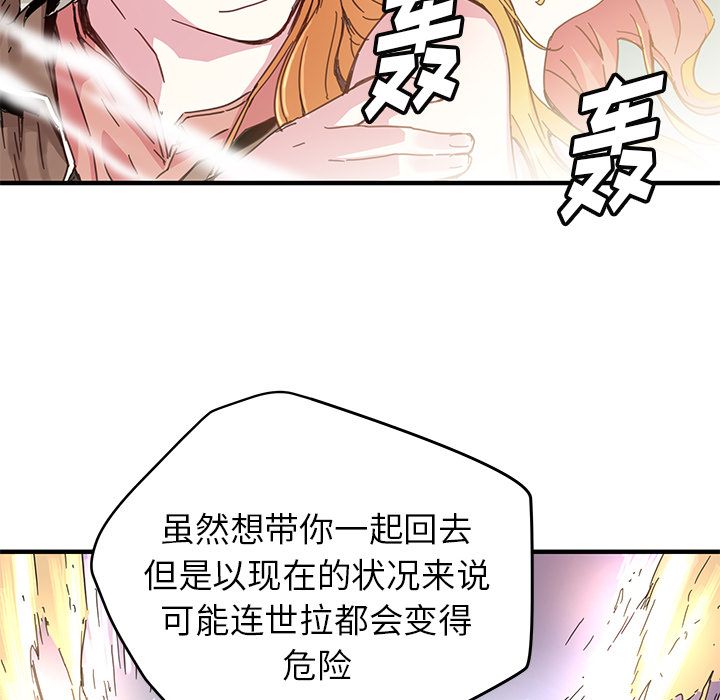 轰
轰
虽然想带你一起回去
但是以现在的状况来说
可能连世拉都会变得
危险